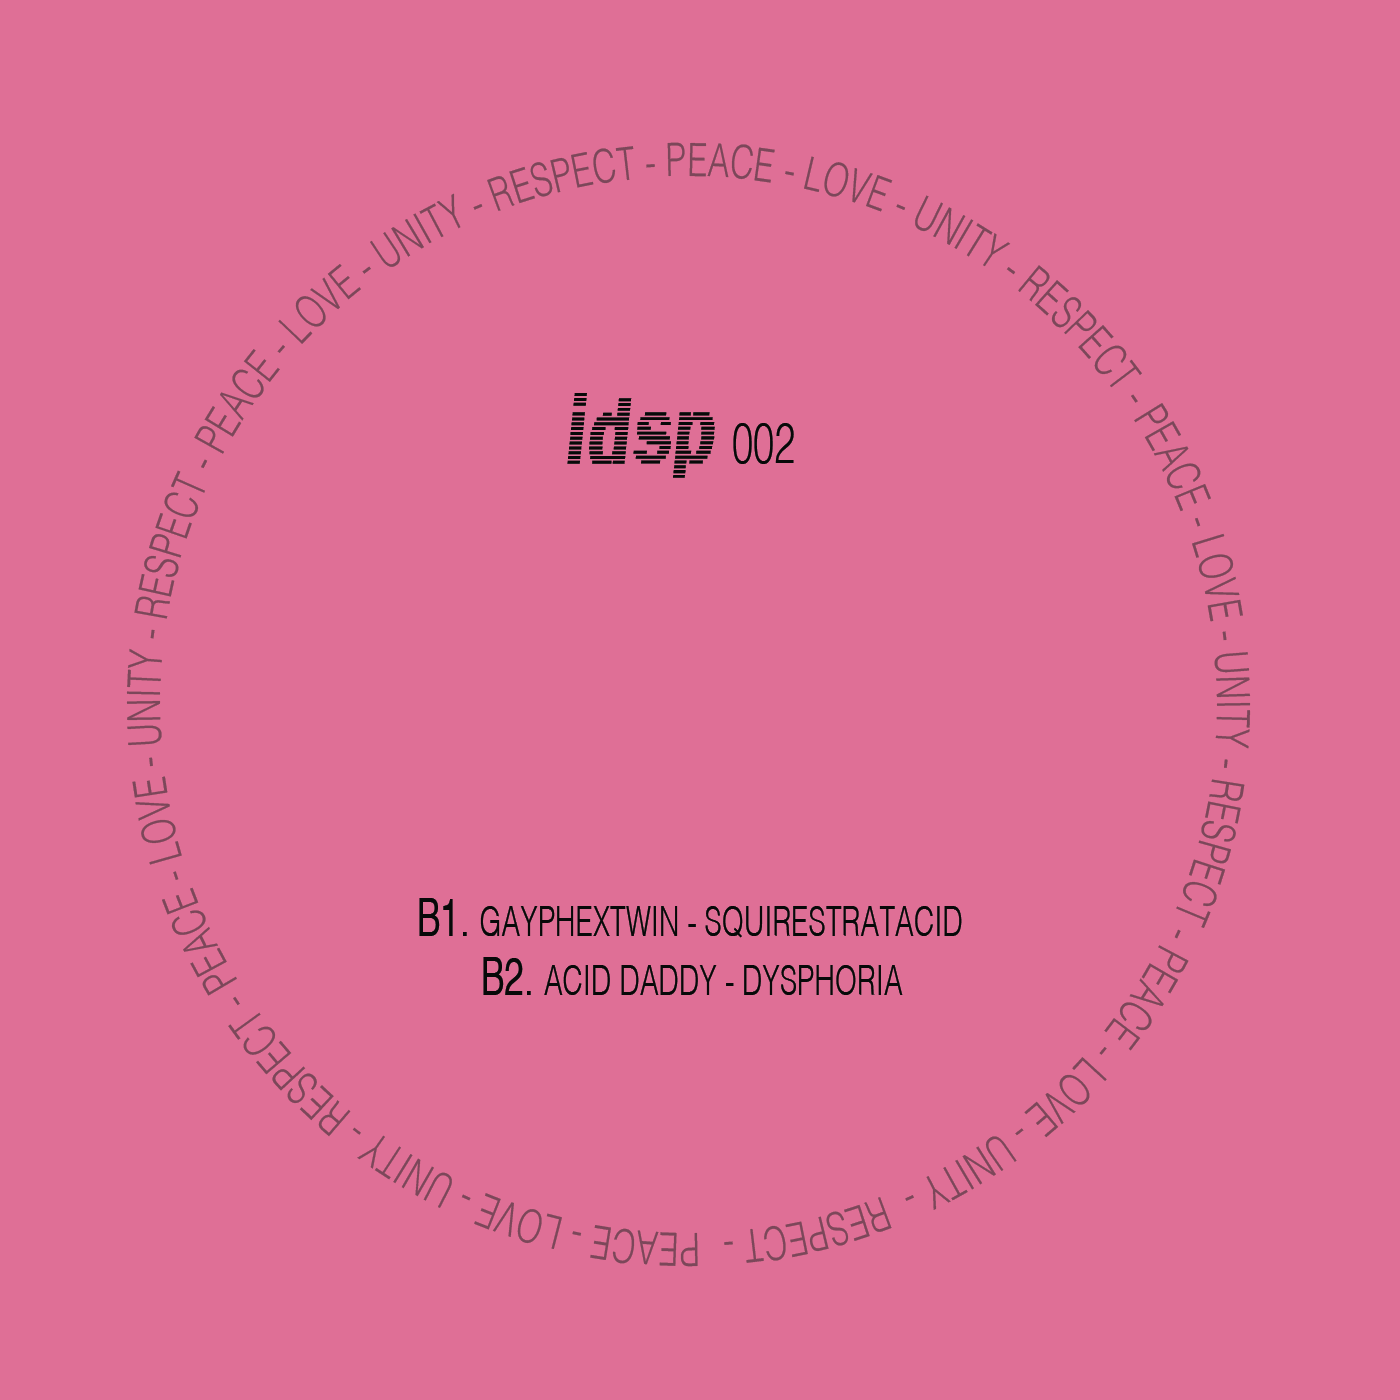 PEACE - LOVE - UNITY - RESPECT - PEACE - LOVE - UNITY - RESPECT - PEACE - LOVE - UNITY - RESPECT - PEACE - LOVE - UNITY - RESPECT - PEACE - LOVE - UNITY - RESPECT - PEACE - LOVE - UNITY - RESPECT -
idsp 002
B1. GAYPHEXTWIN - SQUIRESTRATACID
B2. ACID DADDY - DYSPHORIA